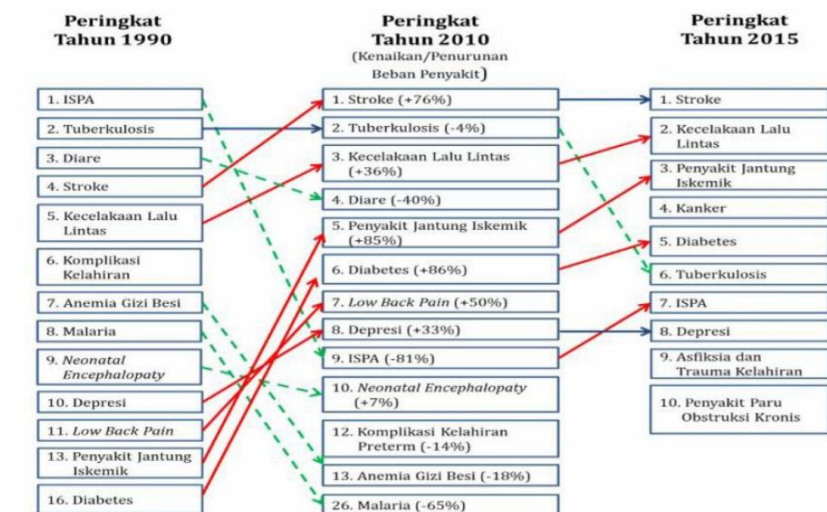 Peringkat
Tahun 1990
1. ISPA
2. Tuberkulosis
3. Diare
4. Stroke
5. Kecelakaan Lalu
Lintas
6. Komplikasi
Kelahiran
7. Anemia Gizi Besi
8. Malaria
9. Neonatal
Encephalopaty
10. Depresi
11. Low Back Pain
13. Penyakit Jantung
Iskemik
16. Diabetes
Peringkat
Tahun 2010
(Kenaikan/Penurunan
Beban Penyakit)
1. Stroke (+76%)
2. Tuberkulosis (-4%)
3. Kecelakaan Lalu Lintas
(+36%)
4. Diare (-40%)
5. Penyakit Jantung Iskemik
(+85%)
6. Diabetes (+86%)
7. Low Back Pain (+50%)
8. Depresi (+33%)
9. ISPA (-81%)
10. Neonatal Encephalopaty
(+7%)
12. Komplikasi Kelahiran
Preterm (-14%)
13. Anemia Gizi Besi (-18%)
26. Malaria (-65%)
Peringkat
Tahun 2015
1. Stroke
2. Kecelakaan Lalu
Lintas
3. Penyakit Jantung
Iskemik
4. Kanker
5. Diabetes
6. Tuberkulosis
7. ISPA
8. Depresi
9. Asfiksia dan
Trauma Kelahiran
10. Penyakit Paru
Obstruksi Kronis